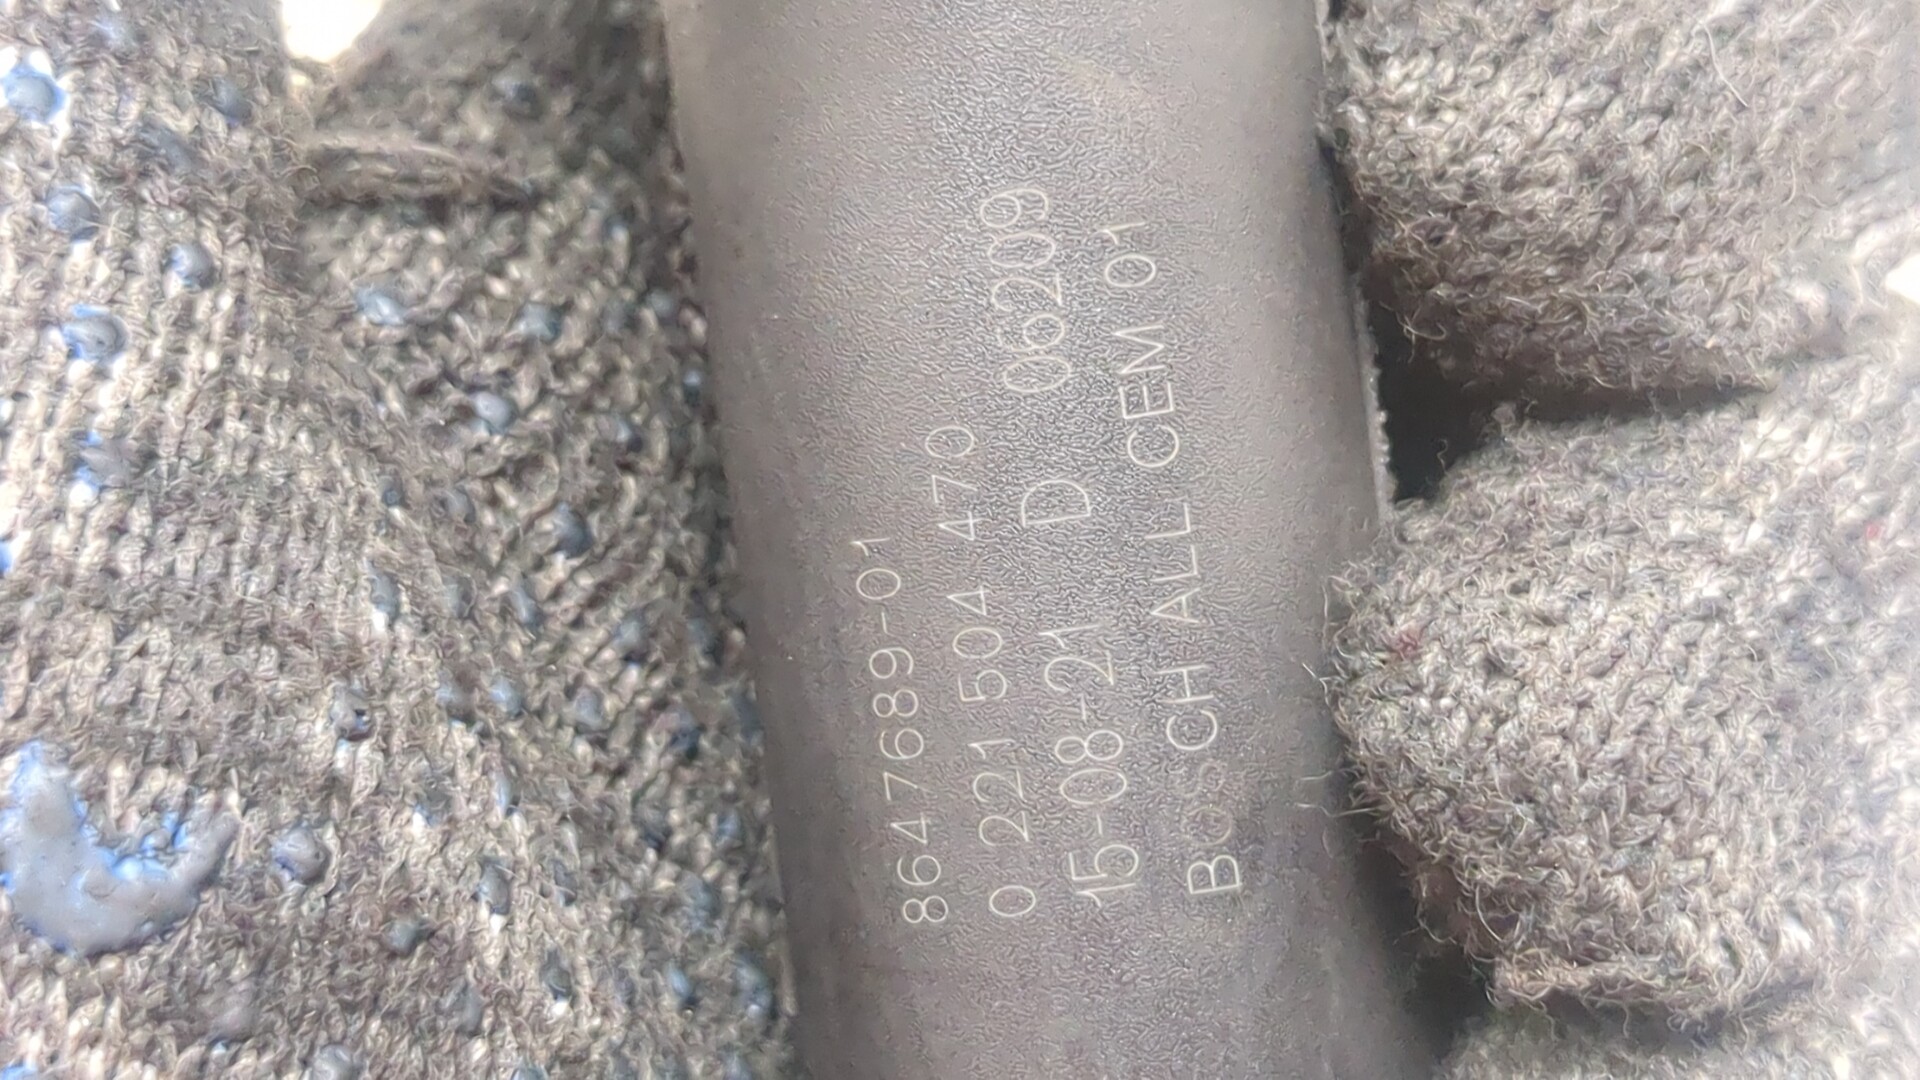 8647689-01
0 221 504 470
15-08-21 D 06209
BOSCH ALL CEM 01